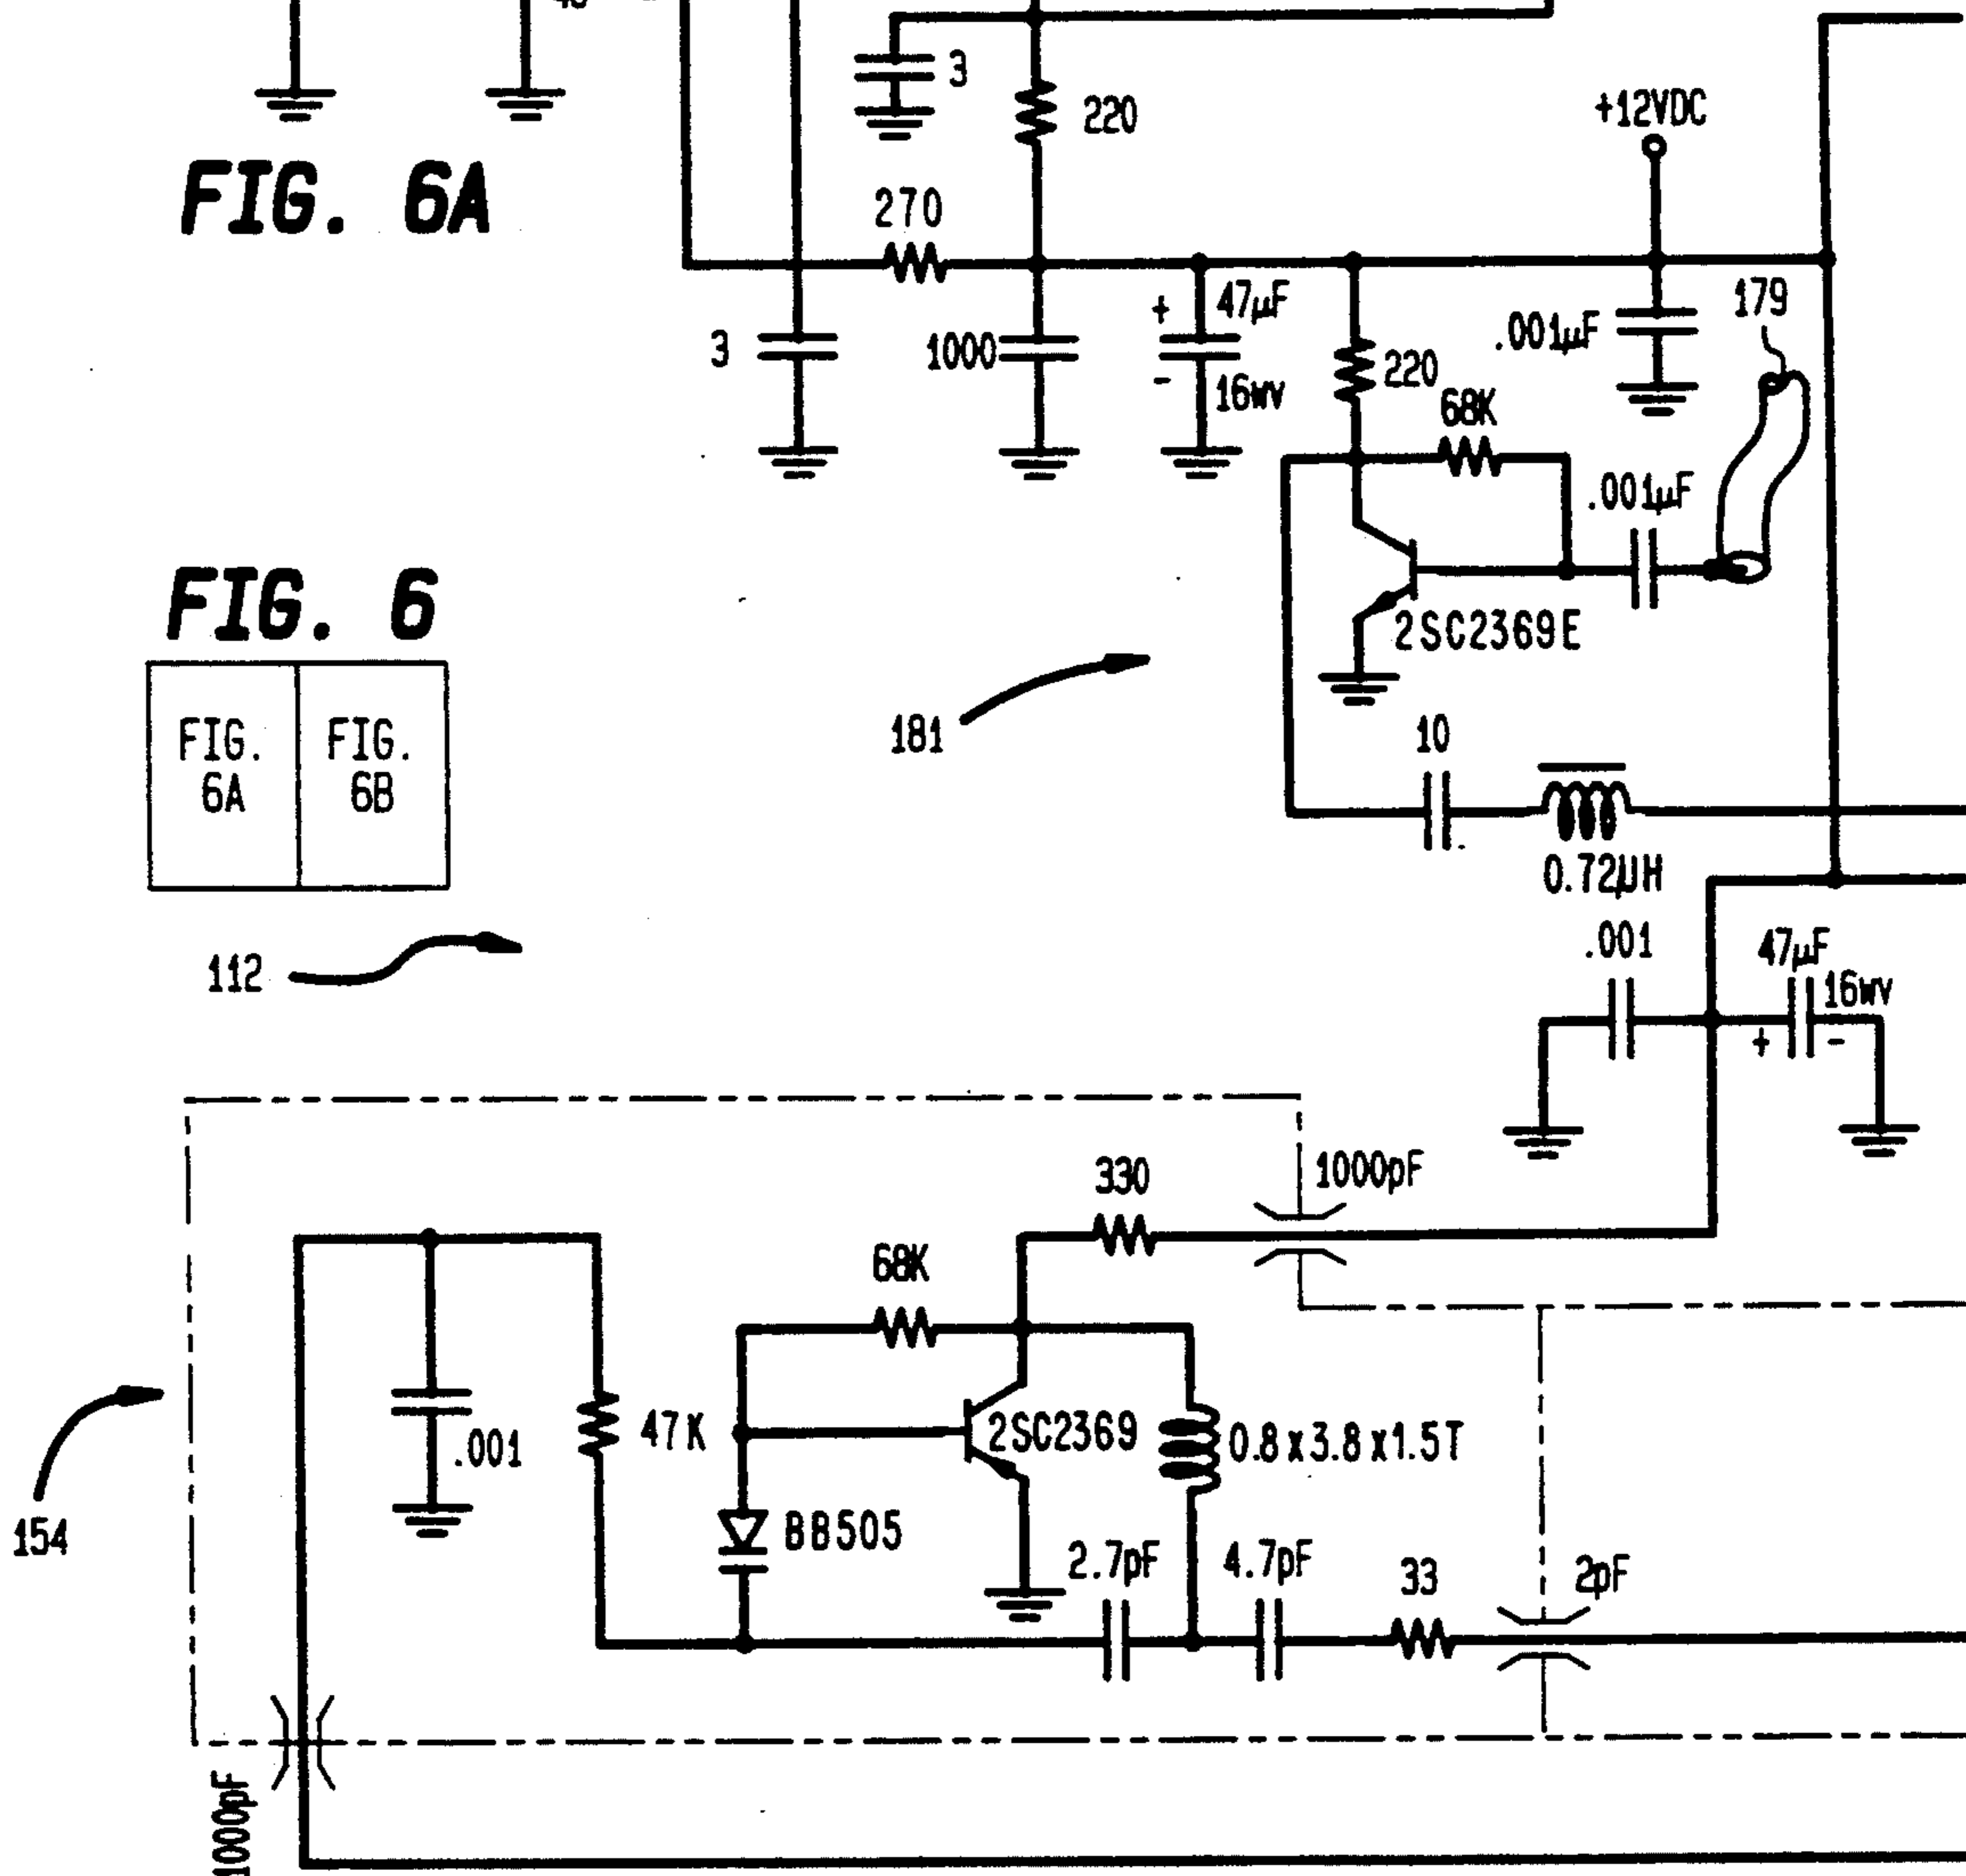 3
220
+12VDC
FIG. 6A
270
179
47µF
.001µF
3
1000
+
-
16wv
220
68K
.001µF
FIG. 6
2SC2369E
FIG.
6A
FIG.
6B
181
10
0.72µH
112
.001
47µF
16wv
+
-
330
1000pF
68K
47K
2SC2369
0.8x3.8x1.5T
.001
154
BB505
2.7pF
4.7pF
33
2pF
1000pF